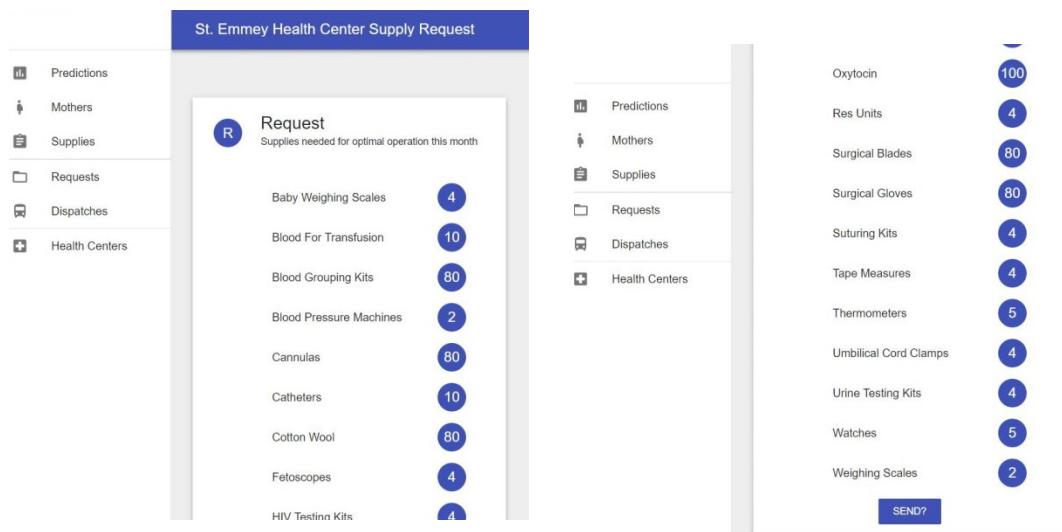 St. Emmey Health Center Supply Request
Predictions
Mothers
Supplies
Requests
Dispatches
Health Centers
R
Request
Supplies needed for optimal operation this month
Baby Weighing Scales 4
Blood For Transfusion 10
Blood Grouping Kits 80
Blood Pressure Machines 2
Cannulas 80
Catheters 10
Cotton Wool 80
Fetoscopes 4
HIV Testing Kits 4
Predictions
Mothers
Supplies
Requests
Dispatches
Health Centers
Oxytocin 100
Res Units 4
Surgical Blades 80
Surgical Gloves 80
Suturing Kits 4
Tape Measures 4
Thermometers 5
Umbilical Cord Clamps 4
Urine Testing Kits 4
Watches 5
Weighing Scales 2
SEND?